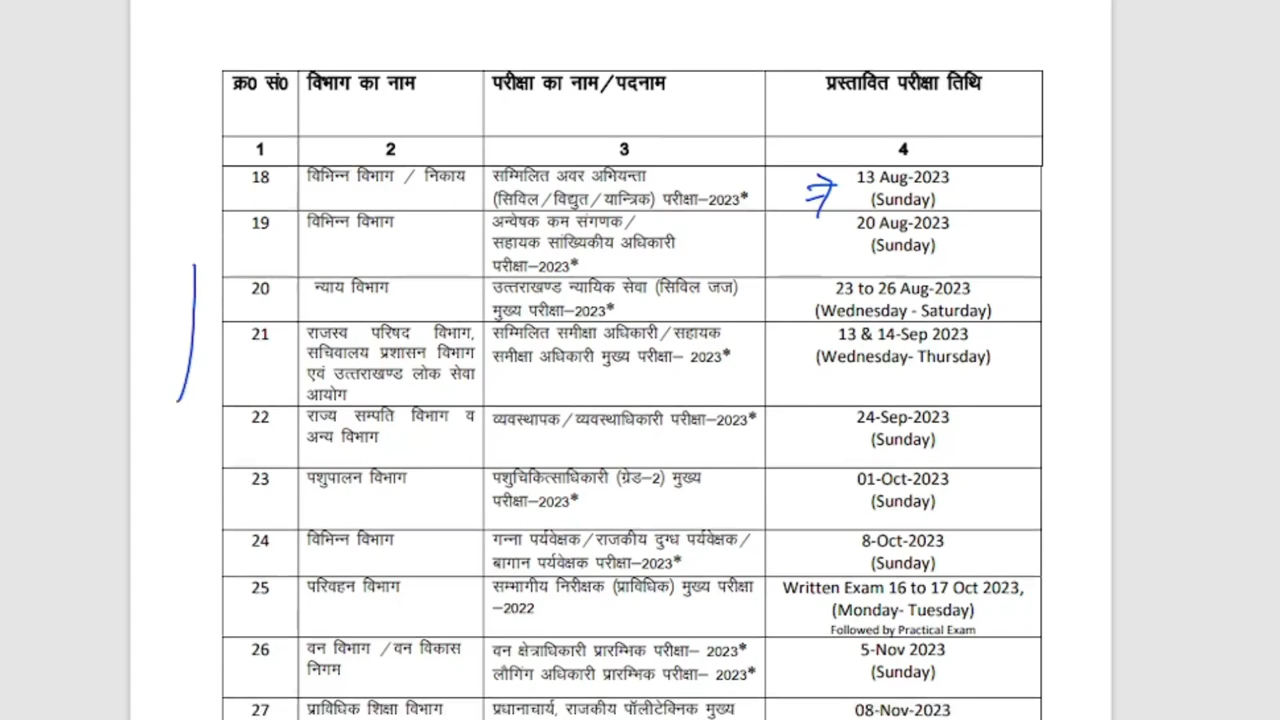 क्र0 सं0 विभाग का नाम परीक्षा का नाम/पदनाम प्रस्तावित परीक्षा तिथि
1 2 3 4
18 विभिन्न विभाग / निकाय सम्मिलित अवर अभियन्ता 13 Aug-2023
(सिविल/विद्युत/यान्त्रिक) परीक्षा–2023* (Sunday)
19 विभिन्न विभाग अन्वेषक कम संगणक/ 20 Aug-2023
सहायक सांख्यिकीय अधिकारी (Sunday)
परीक्षा–2023*
20 न्याय विभाग उत्तराखण्ड न्यायिक सेवा (सिविल जज) 23 to 26 Aug-2023
मुख्य परीक्षा–2023* (Wednesday - Saturday)
21 राजस्व परिषद विभाग, सम्मिलित समीक्षा अधिकारी/सहायक 13 & 14-Sep 2023
सचिवालय प्रशासन विभाग समीक्षा अधिकारी मुख्य परीक्षा– 2023* (Wednesday- Thursday)
एवं उत्तराखण्ड लोक सेवा
आयोग
22 राज्य सम्पति विभाग व व्यवस्थापक/व्यवस्थाधिकारी परीक्षा–2023* 24-Sep-2023
अन्य विभाग (Sunday)
23 पशुपालन विभाग पशुचिकित्साधिकारी (ग्रेड–2) मुख्य 01-Oct-2023
परीक्षा–2023* (Sunday)
24 विभिन्न विभाग गन्ना पर्यवेक्षक/राजकीय दुग्ध पर्यवेक्षक/ 8-Oct-2023
बागान पर्यवेक्षक परीक्षा–2023* (Sunday)
25 परिवहन विभाग सम्भागीय निरीक्षक (प्राविधिक) मुख्य परीक्षा Written Exam 16 to 17 Oct 2023,
–2022 (Monday- Tuesday)
Followed by Practical Exam
26 वन विभाग /वन विकास वन क्षेत्राधिकारी प्रारम्भिक परीक्षा– 2023* 5-Nov 2023
निगम लौगिंग अधिकारी प्रारम्भिक परीक्षा– 2023* (Sunday)
27 प्राविधिक शिक्षा विभाग प्रधानाचार्य, राजकीय पॉलीटेक्निक मुख्य 08-Nov-2023